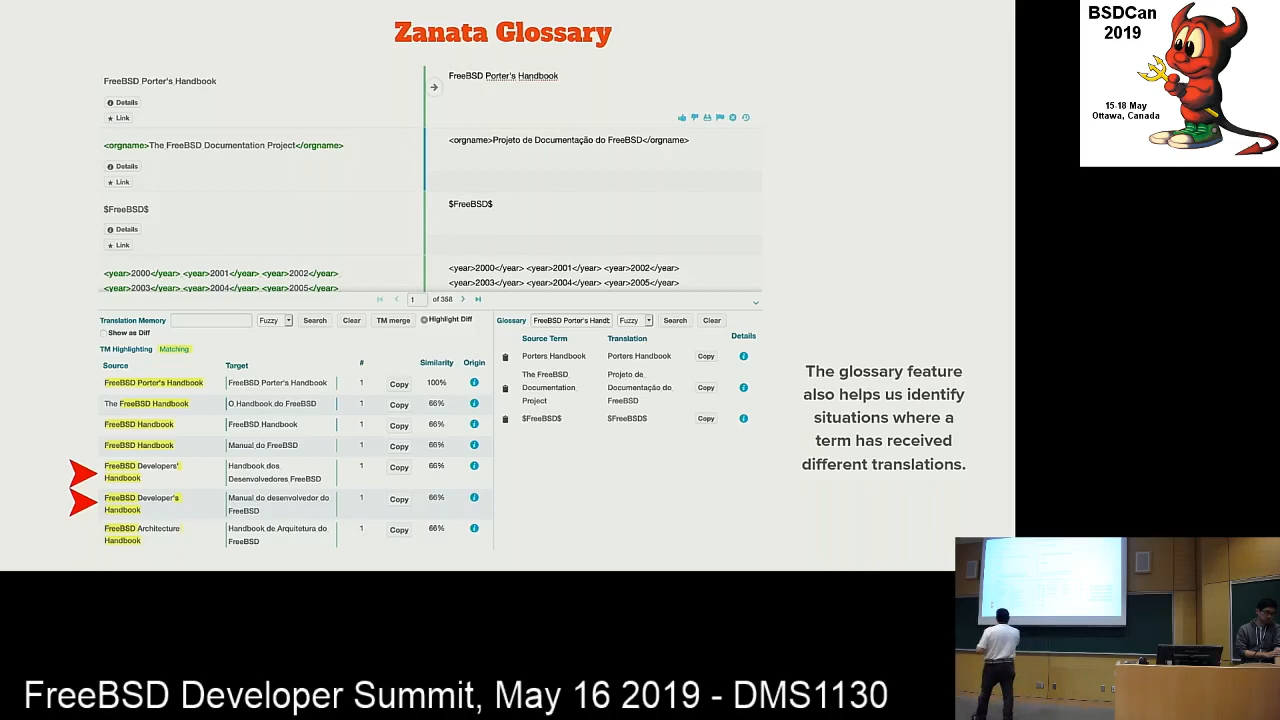 Zanata Glossary
BSDCan
2019
15-18 May
Ottawa, Canada
FreeBSD Porter's Handbook
FreeBSD Porter's Handbook
Details
Link
<orgname>The FreeBSD Documentation Project</orgname>
<orgname>Projeto de Documentação do FreeBSD</orgname>
Details
Link
$FreeBSD$
$FreeBSD$
Details
Link
<year>2000</year> <year>2001</year> <year>2002</year>
<year>2003</year> <year>2004</year> <year>2005</year>
<year>2000</year> <year>2001</year> <year>2002</year>
<year>2003</year> <year>2004</year> <year>2005</year>
1 of 358
Translation Memory Fuzzy Search Clear TM merge Highlight Diff
Show as Diff
TM Highlighting Matching
Source Target # Similarity Origin
FreeBSD Porter's Handbook FreeBSD Porter's Handbook 1 Copy 100%
The FreeBSD Handbook O Handbook do FreeBSD 1 Copy 66%
FreeBSD Handbook FreeBSD Handbook 1 Copy 66%
FreeBSD Handbook Manual do FreeBSD 1 Copy 66%
FreeBSD Developers' Handbook dos 1 Copy 66%
Handbook Desenvolvedores FreeBSD
FreeBSD Developer's Manual do desenvolvedor do 1 Copy 66%
Handbook FreeBSD
FreeBSD Architecture Handbook de Arquitetura do 1 Copy 66%
Handbook FreeBSD
Glossary FreeBSD Porter's Handb Fuzzy Search Clear
Source Term Translation Details
Porters Handbook Porters Handbook Copy
The FreeBSD Projeto de
Documentation Documentação do Copy
Project FreeBSD
$FreeBSD$ $FreeBSD$ Copy
The glossary feature
also helps us identify
situations where a
term has received
different translations.
FreeBSD Developer Summit, May 16 2019 - DMS1130